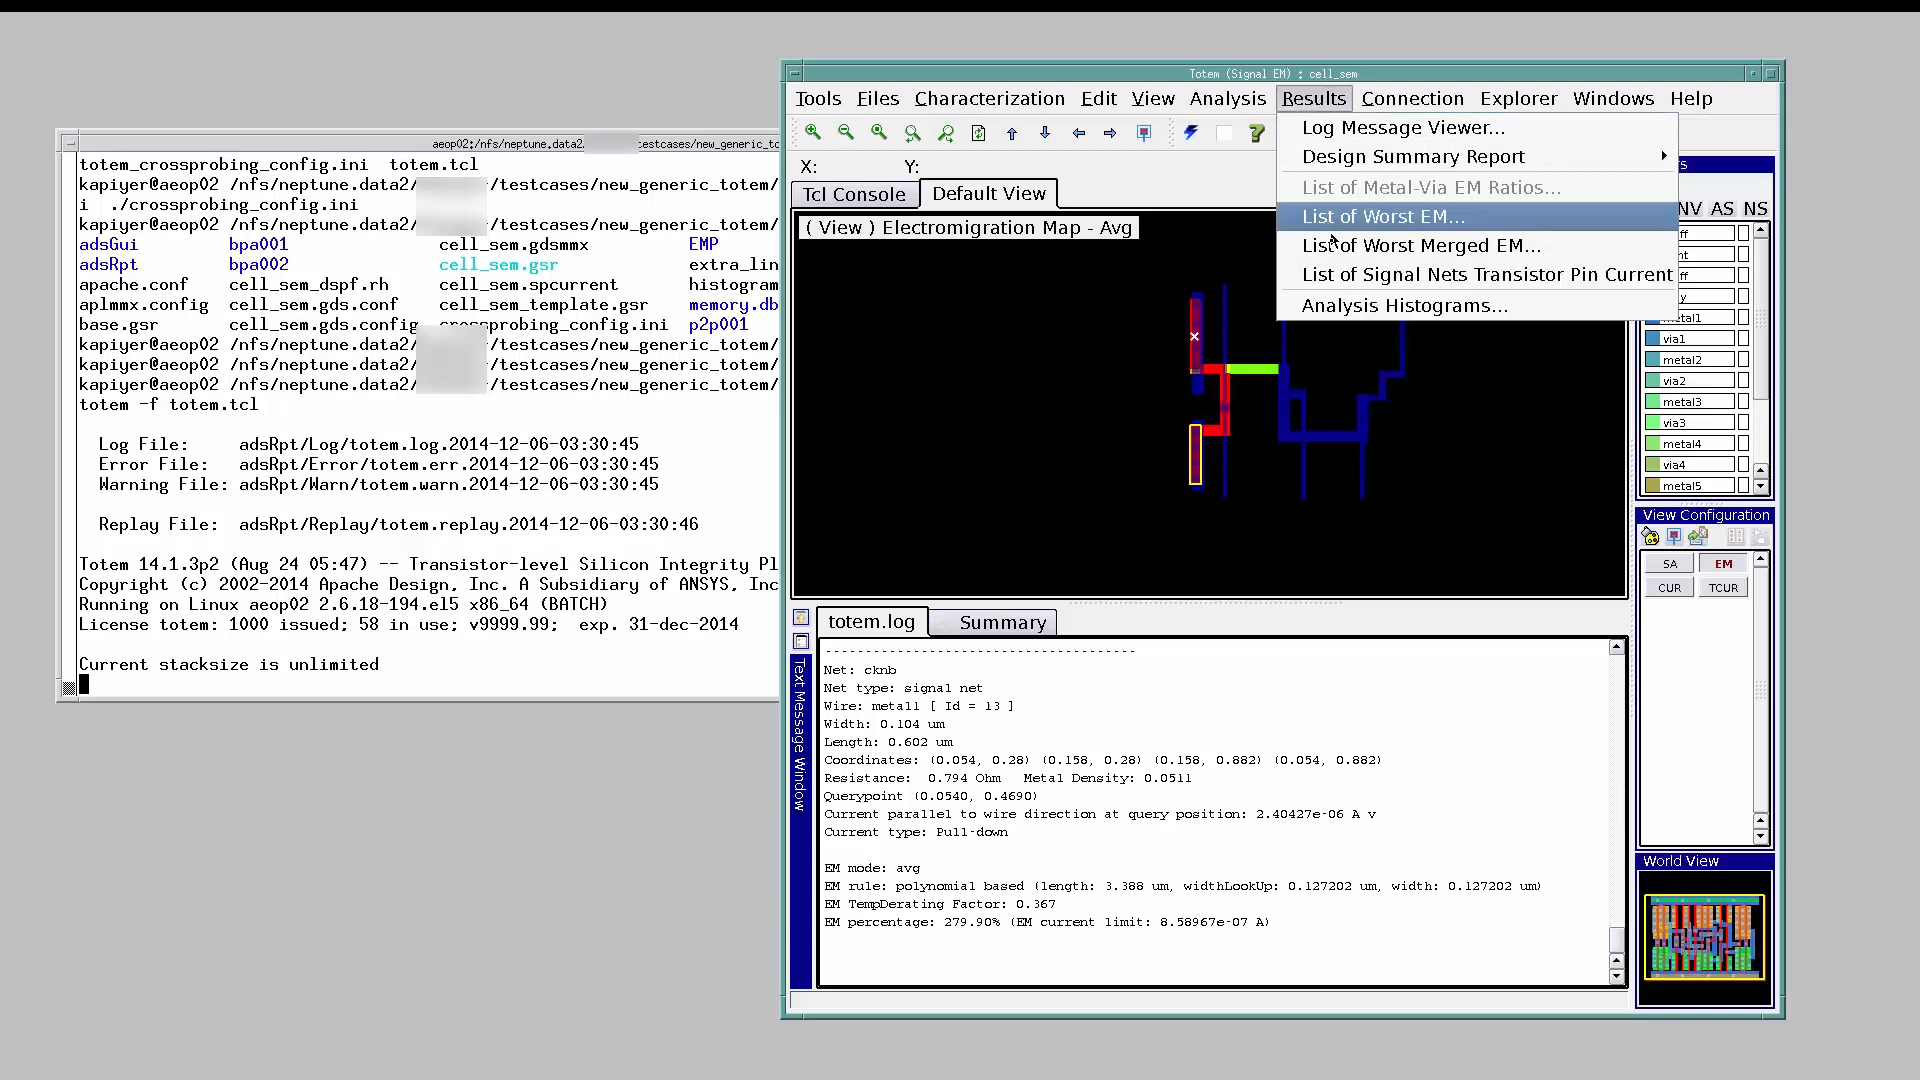 aeop02:/nfs/neptune.data2. estcases/new_generic_tc
totem_crossprobing_config.ini totem.tcl
kapiyer@aeop02 /nfs/neptune.data2/ /testcases/new_generic_totem/
i ./crossprobing_config.ini
kapiyer@aeop02 /nfs/neptune.data2/ /testcases/new_generic_totem/
adsGui bpa001 cell_sem.gdsmmx EMP
adsRpt bpa002 cell_sem.gsr extra_lin
apache.conf cell_sem_dspf.rh cell_sem.spcurrent histogram
aplmmx.config cell_sem.gds.conf cell_sem_template.gsr memory.db
base.gsr cell_sem.gds.config crossprobing_config.ini p2p001
kapiyer@aeop02 /nfs/neptune.data2/ /testcases/new_generic_totem/
kapiyer@aeop02 /nfs/neptune.data2/ /testcases/new_generic_totem/
kapiyer@aeop02 /nfs/neptune.data2/ /testcases/new_generic_totem/
totem -f totem.tcl
Log File: adsRpt/Log/totem.log.2014-12-06-03:30:45
Error File: adsRpt/Error/totem.err.2014-12-06-03:30:45
Warning File: adsRpt/Warn/totem.warn.2014-12-06-03:30:45
Replay File: adsRpt/Replay/totem.replay.2014-12-06-03:30:46
Totem 14.1.3p2 (Aug 24 05:47) -- Transistor-level Silicon Integrity Pl
Copyright (c) 2002-2014 Apache Design, Inc. A Subsidiary of ANSYS, Inc
Running on Linux aeop02 2.6.18-194.el5 x86_64 (BATCH)
License totem: 1000 issued; 58 in use; v9999.99; exp. 31-dec-2014
Current stacksize is unlimited
Totem (Signal EM) : cell_sem
Tools Files Characterization Edit View Analysis Results Connection Explorer Windows Help
Log Message Viewer...
Design Summary Report
List of Metal-Via EM Ratios...
List of Worst EM...
List of Worst Merged EM...
List of Signal Nets Transistor Pin Current
Analysis Histograms...
X: Y:
Tcl Console Default View
( View ) Electromigration Map - Avg
NV AS NS
metal1
via1
metal2
via2
metal3
via3
metal4
via4
metal5
View Configuration
SA EM
CUR TCUR
World View
totem.log Summary
Text Message Window
-------------------------------------
Net: cknb
Net type: signal net
Wire: metal1 [ Id = 13 ]
Width: 0.104 um
Length: 0.602 um
Coordinates: (0.054, 0.28) (0.158, 0.28) (0.158, 0.882) (0.054, 0.882)
Resistance: 0.794 Ohm Metal Density: 0.0511
Querypoint (0.0540, 0.4690)
Current parallel to wire direction at query position: 2.40427e-06 A v
Current type: Pull-down
EM mode: avg
EM rule: polynomial based (length: 3.388 um, widthLookUp: 0.127202 um, width: 0.127202 um)
EM TempDerating Factor: 0.367
EM percentage: 279.90% (EM current limit: 8.58967e-07 A)